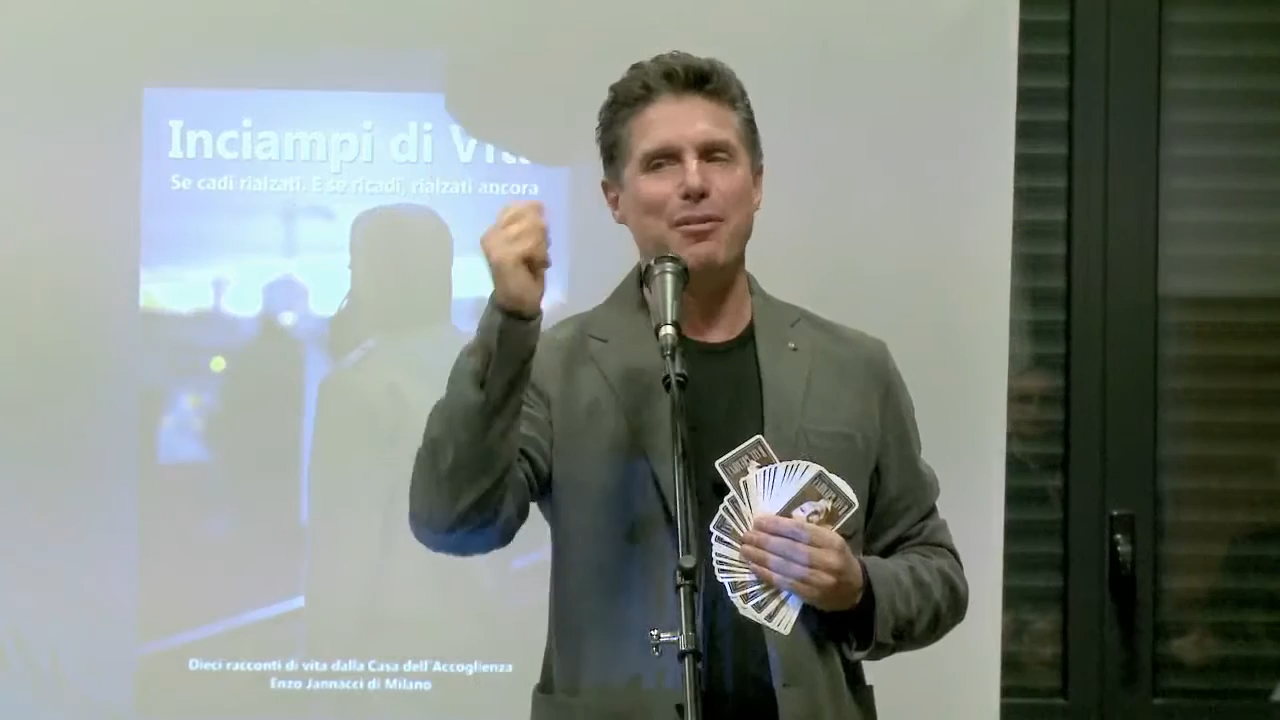 Inciampi di Vita
Se cadi rialzati. E se ricadi, rialzati ancora
Dieci racconti di vita dalla Casa dell'Accoglienza
Enzo Jannacci di Milano